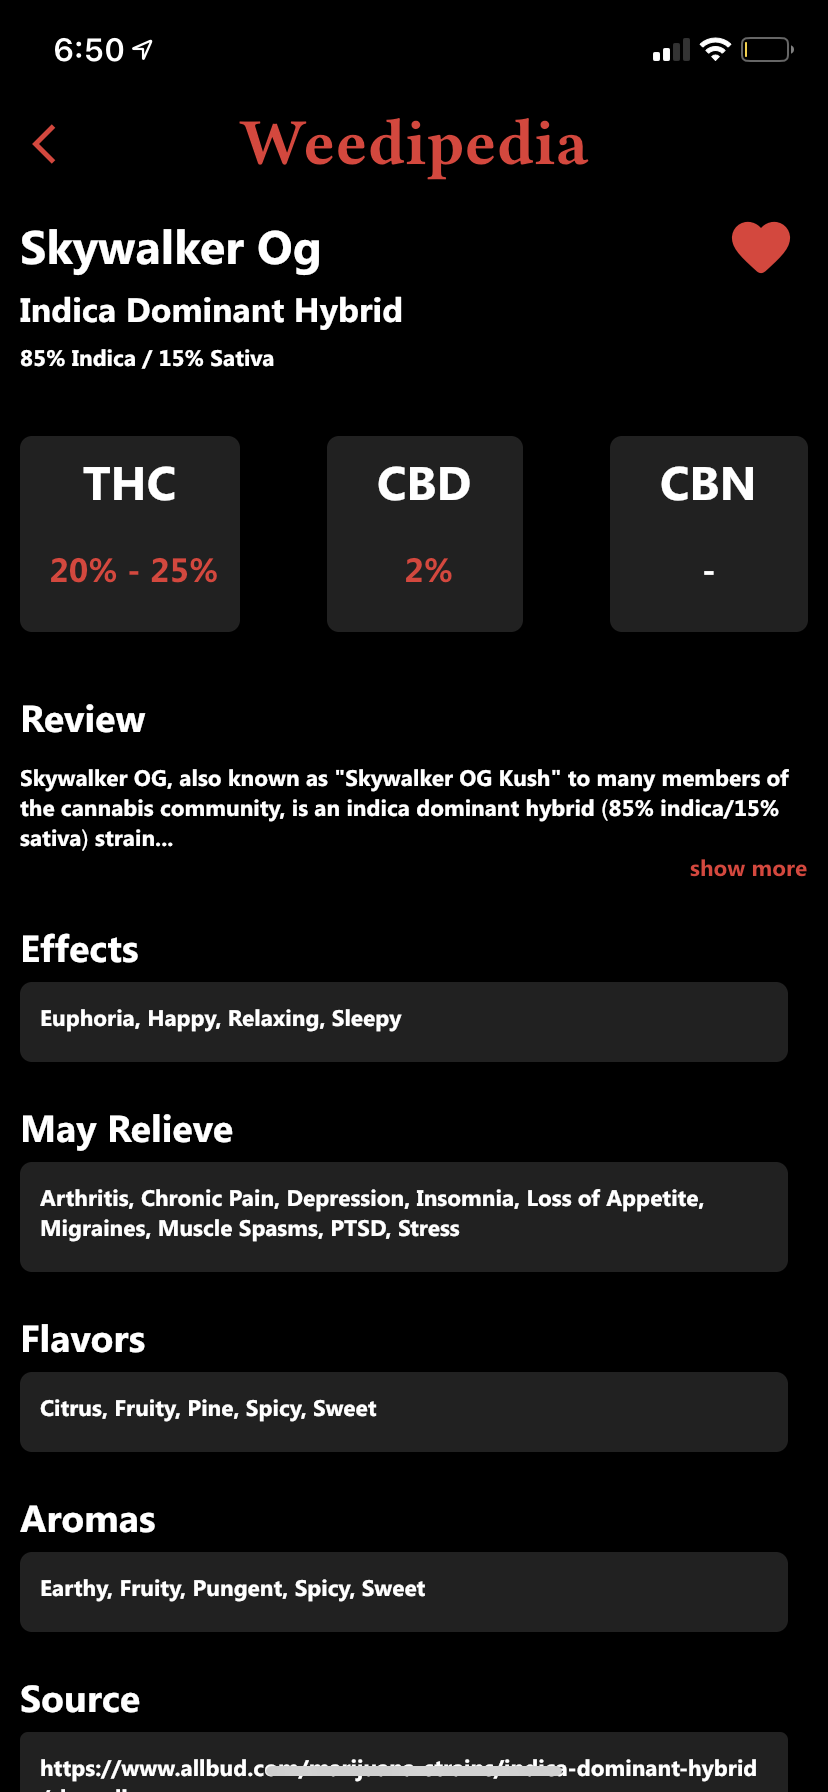 6:50
Weedipedia
Skywalker Og
Indica Dominant Hybrid
85% Indica / 15% Sativa
THC
CBD
CBN
20% - 25%
2%
-
Review
Skywalker OG, also known as "Skywalker OG Kush" to many members of
the cannabis community, is an indica dominant hybrid (85% indica/15%
sativa) strain...
show more
Effects
Euphoria, Happy, Relaxing, Sleepy
May Relieve
Arthritis, Chronic Pain, Depression, Insomnia, Loss of Appetite,
Migraines, Muscle Spasms, PTSD, Stress
Flavors
Citrus, Fruity, Pine, Spicy, Sweet
Aromas
Earthy, Fruity, Pungent, Spicy, Sweet
Source
https://www.allbud.com/marijuana-strains/indica-dominant-hybrid